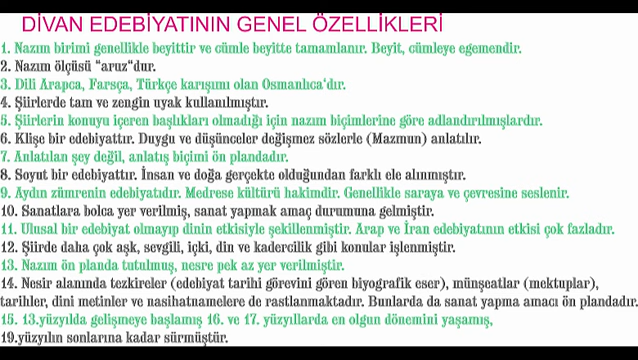 DİVAN EDEBİYATININ GENEL ÖZELLİKLERİ
1. Nazım birimi genellikle beyittir ve cümle beyitte tamamlanır. Beyit, cümleye egemendir.
2. Nazım ölçüsü "aruz"dur.
3. Dili Arapca, Farsça, Türkçe karışımı olan Osmanlıca'dır.
4. Şiirlerde tam ve zengin uyak kullanılmıştır.
5. Şiirlerin konuyu içeren başlıkları olmadığı için nazım biçimlerine göre adlandırılmışlardır.
6. Klişe bir edebiyattır. Duygu ve düşünceler değişmez sözlerle (Mazmun) anlatılır.
7. Anlatılan şey değil, anlatış biçimi ön plandadır.
8. Soyut bir edebiyattır. İnsan ve doğa gerçekte olduğundan farklı ele alınmıştır.
9. Aydın zümrenin edebiyatıdır. Medrese kültürü hakimdir. Genellikle saraya ve çevresine seslenir.
10. Sanatlara bolca yer verilmiş, sanat yapmak amaç durumuna gelmiştir.
11. Ulusal bir edebiyat olmayıp dinin etkisiyle şekillenmiştir. Arap ve İran edebiyatının etkisi çok fazladır.
12. Şiirde daha çok aşk, sevgili, içki, din ve kadercilik gibi konular işlenmiştir.
13. Nazım ön planda tutulmuş, nesre pek az yer verilmiştir.
14. Nesir alanında tezkireler (edebiyat tarihi görevini gören biyografik eser), münşeatlar (mektuplar),
tarihler, dini metinler ve nasihatnamelere de rastlanmaktadır. Bunlarda da sanat yapma amacı ön plandadır.
15. 13.yüzyılda gelişmeye başlamış 16. ve 17. yüzyıllarda en olgun dönemini yaşamış,
19.yüzyılın sonlarına kadar sürmüştür.